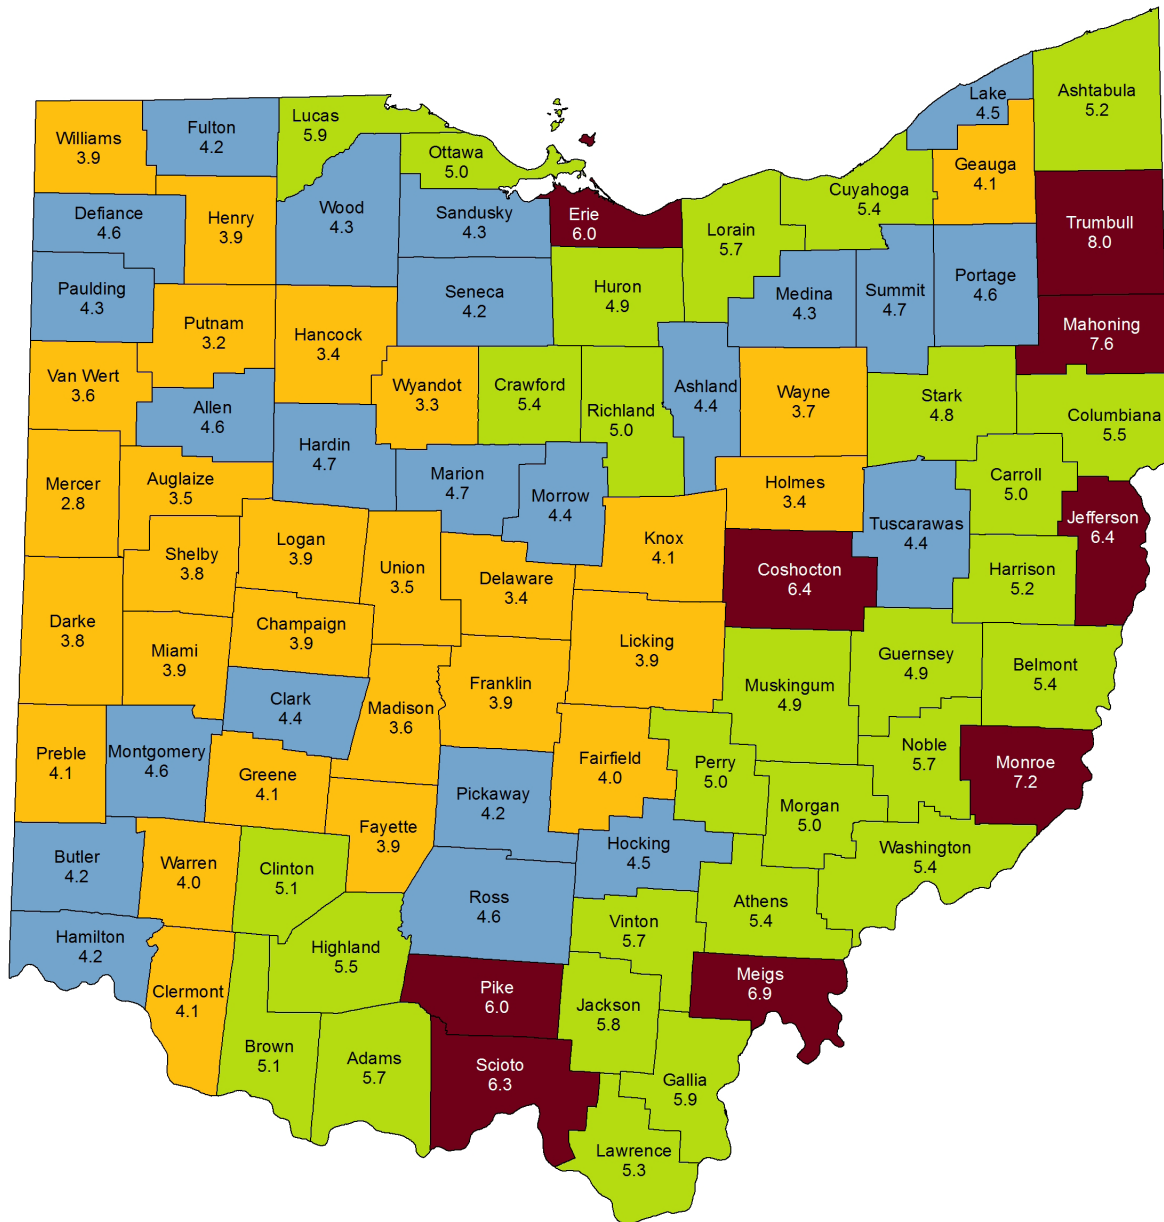 Ashtabula
5.2
Lake
4.5
Lucas
5.9
Fulton
4.2
Williams
3.9
Ottawa
5.0
Geauga
4.1
Cuyahoga
5.4
Wood
4.3
Sandusky
4.3
Erie
6.0
Defiance
4.6
Henry
3.9
Lorain
5.7
Trumbull
8.0
Paulding
4.3
Seneca
4.2
Huron
4.9
Medina
4.3
Summit
4.7
Portage
4.6
Putnam
3.2
Hancock
3.4
Mahoning
7.6
Van Wert
3.6
Wyandot
3.3
Crawford
5.4
Ashland
4.4
Wayne
3.7
Stark
4.8
Allen
4.6
Richland
5.0
Columbiana
5.5
Hardin
4.7
Mercer
2.8
Auglaize
3.5
Marion
4.7
Morrow
4.4
Holmes
3.4
Carroll
5.0
Tuscarawas
4.4
Jefferson
6.4
Logan
3.9
Knox
4.1
Shelby
3.8
Union
3.5
Delaware
3.4
Coshocton
6.4
Harrison
5.2
Darke
3.8
Champaign
3.9
Miami
3.9
Licking
3.9
Guernsey
4.9
Belmont
5.4
Franklin
3.9
Muskingum
4.9
Clark
4.4
Madison
3.6
Preble
4.1
Montgomery
4.6
Noble
5.7
Fairfield
4.0
Perry
5.0
Monroe
7.2
Greene
4.1
Pickaway
4.2
Morgan
5.0
Fayette
3.9
Hocking
4.5
Washington
5.4
Butler
4.2
Warren
4.0
Clinton
5.1
Ross
4.6
Athens
5.4
Vinton
5.7
Hamilton
4.2
Highland
5.5
Meigs
6.9
Clermont
4.1
Pike
6.0
Jackson
5.8
Brown
5.1
Adams
5.7
Scioto
6.3
Gallia
5.9
Lawrence
5.3